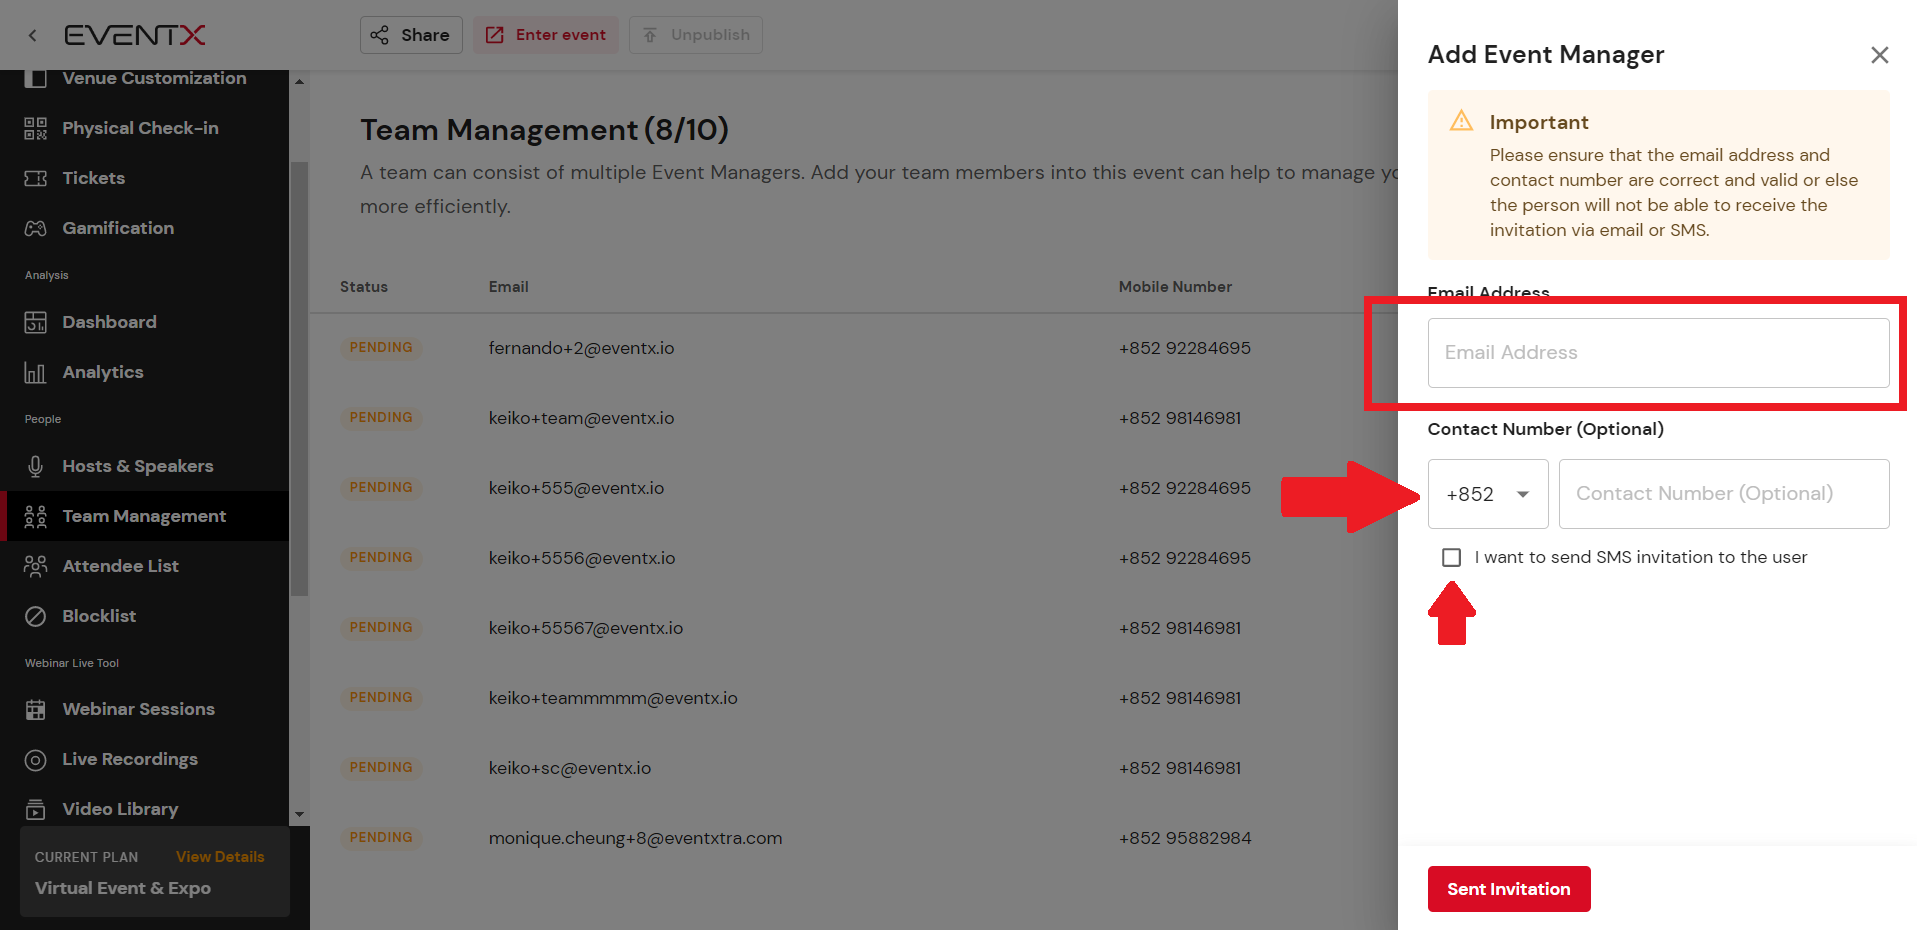 EVENTX
Share
Enter event
Unpublish
Venue Customization
Physical Check-in
Tickets
Gamification
Analysis
Dashboard
Analytics
People
Hosts & Speakers
Team Management
Attendee List
Blocklist
Webinar Live Tool
Webinar Sessions
Live Recordings
Video Library
CURRENT PLAN View Details
Virtual Event & Expo
Team Management (8/10)
A team can consist of multiple Event Managers. Add your team members into this event can help to manage
more efficiently.
Status Email Mobile Number
PENDING fernando+2@eventx.io +852 92284695
PENDING keiko+team@eventx.io +852 98146981
PENDING keiko+555@eventx.io +852 92284695
PENDING keiko+5556@eventx.io +852 92284695
PENDING keiko+55567@eventx.io +852 98146981
PENDING keiko+teammmmm@eventx.io +852 98146981
PENDING keiko+sc@eventx.io +852 98146981
PENDING monique.cheung+8@eventxtra.com +852 95882984
Add Event Manager
Important
Please ensure that the email address and
contact number are correct and valid or else
the person will not be able to receive the
invitation via email or SMS.
Email Address
Email Address
Contact Number (Optional)
+852 Contact Number (Optional)
I want to send SMS invitation to the user
Sent Invitation